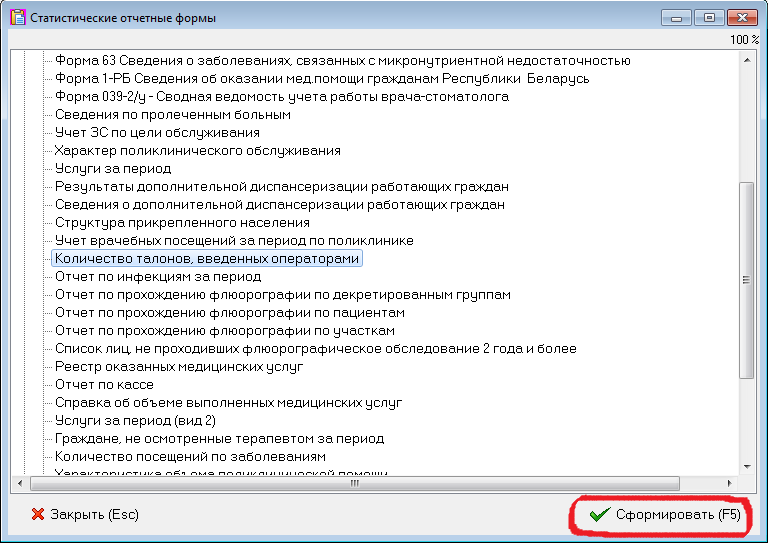 Статистические отчетные формы
100 %
Форма 63 Сведения о заболеваниях, связанных с микронутриентной недостаточностью
Форма 1-РБ Сведения об оказании мед.помощи гражданам Республики Беларусь
Форма 039-2/у - Сводная ведомость учета работы врача-стоматолога
Сведения по пролеченным больным
Учет ЗС по цели обслуживания
Характер поликлинического обслуживания
Услуги за период
Результаты дополнительной диспансеризации работающих граждан
Сведения о дополнительной диспансеризации работающих граждан
Структура прикрепленного населения
Учет врачебных посещений за период по поликлинике
Количество талонов, введенных операторами
Отчет по инфекциям за период
Отчет по прохождению флюорографии по декретированным группам
Отчет по прохождению флюорографии по пациентам
Отчет по прохождению флюорографии по участкам
Список лиц, не проходивших флюорографическое обследование 2 года и более
Реестр оказанных медицинских услуг
Отчет по кассе
Справка об объеме выполненных медицинских услуг
Услуги за период (вид 2)
Граждане, не осмотренные терапевтом за период
Количество посещений по заболеваниям
Характеристика объема поликлинической помощи
Закрыть (Esc)
Сформировать (F5)